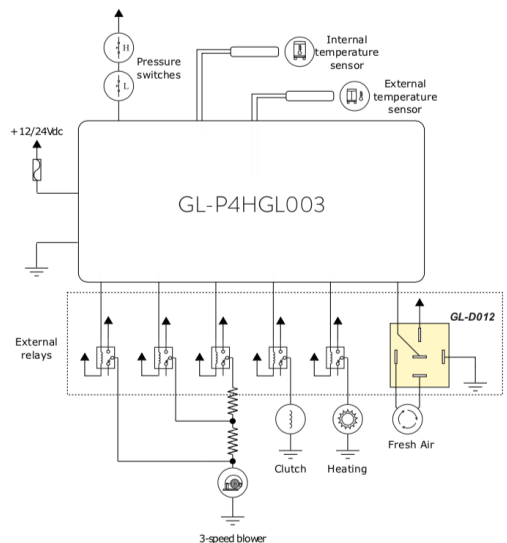 H
Pressure
switches
L
Internal
temperature
sensor
External
temperature
sensor
+12/24Vdc
GL-P4HGL003
External
relays
GL-D012
Clutch
Heating
Fresh Air
3-speed blower